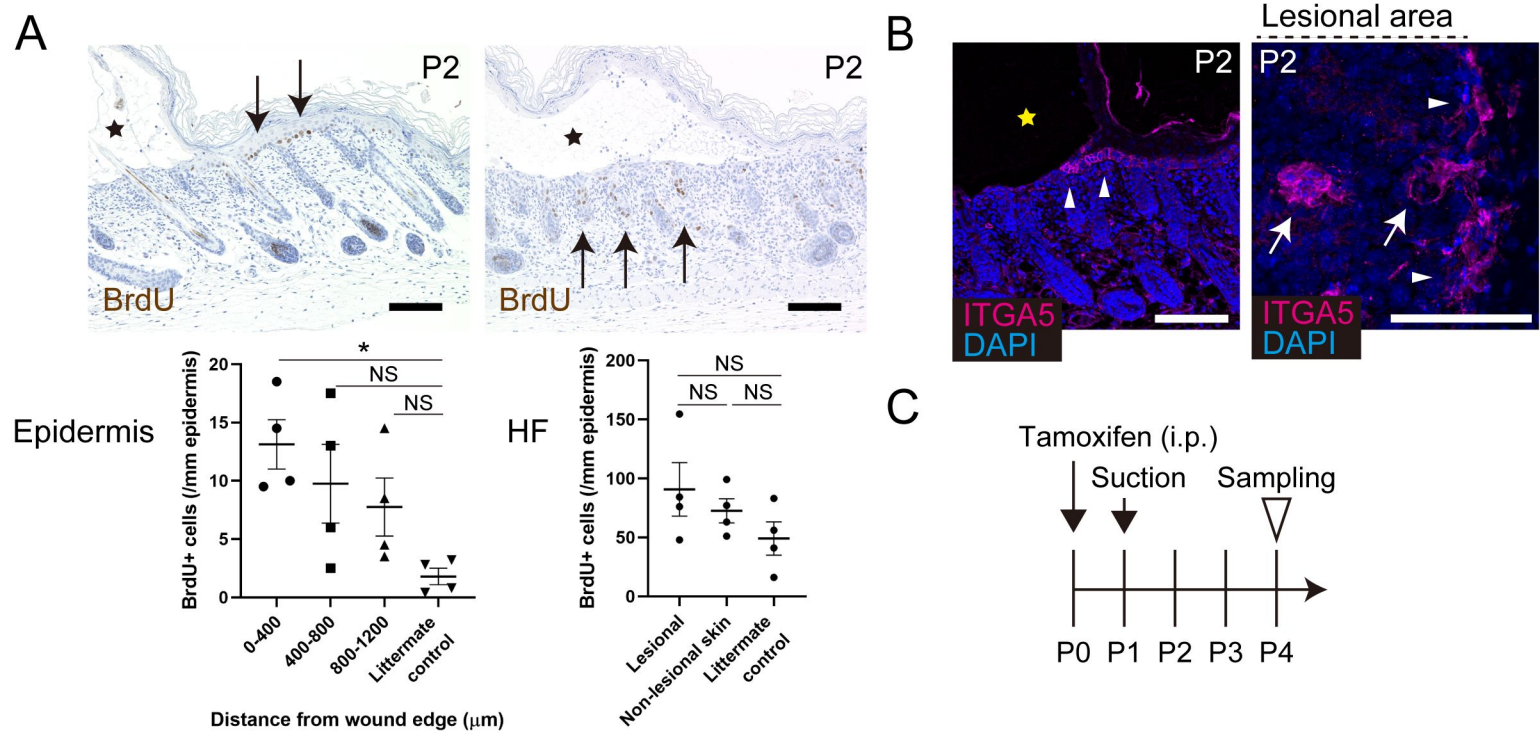 A
P2
BrdU
P2
BrdU
Epidermis
BrdU+ cells (/mm epidermis)
20
15
10
5
0
*
NS
NS
0-400
400-800
800-1200
Littermate
control
Distance from wound edge (μm)
HF
BrdU+ cells (/mm epidermis)
200
150
100
50
0
NS
NS
NS
Lesional
Non-lesional skin
Littermate
control
B
P2
ITGA5
DAPI
Lesional area
P2
ITGA5
DAPI
C
Tamoxifen (i.p.)
Suction
Sampling
P0 P1 P2 P3 P4